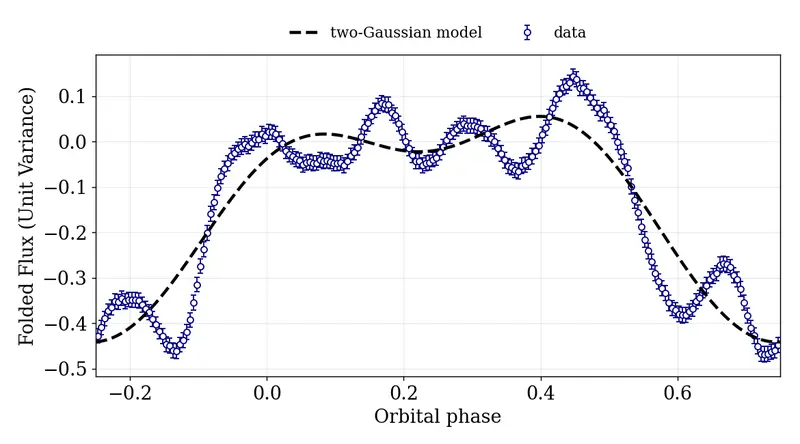 two-Gaussian model data
Folded Flux (Unit Variance)
0.1
0.0
−0.1
−0.2
−0.3
−0.4
−0.5
−0.2 0.0 0.2 0.4 0.6
Orbital phase